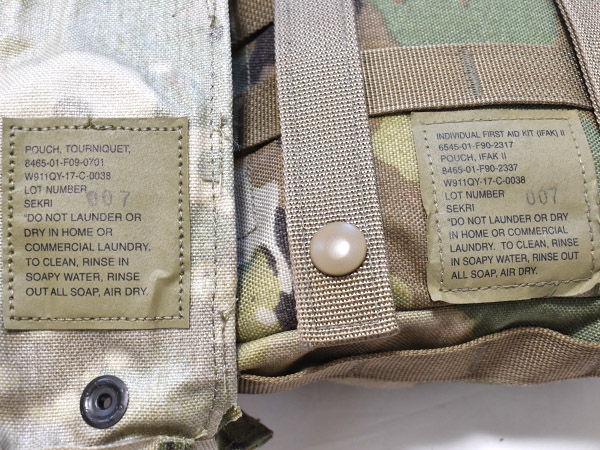 POUCH, TOURNIQUET,
8465-01-F09-0701
W911QY-17-C-0038
LOT NUMBER 007
SEKRI
"DO NOT LAUNDER OR
DRY IN HOME OR
COMMERCIAL LAUNDRY.
TO CLEAN, RINSE IN
SOAPY WATER, RINSE
OUT ALL SOAP, AIR DRY.
INDIVIDUAL FIRST AID KIT (IFAK) II
6545-01-F90-2317
POUCH, IFAK II
8465-01-F90-2337
W911QY-17-C-0038
LOT NUMBER 007
SEKRI
"DO NOT LAUNDER OR DRY
IN HOME OR COMMERCIAL
LAUNDRY. TO CLEAN, RINSE
IN SOAPY WATER, RINSE OUT
ALL SOAP, AIR DRY.